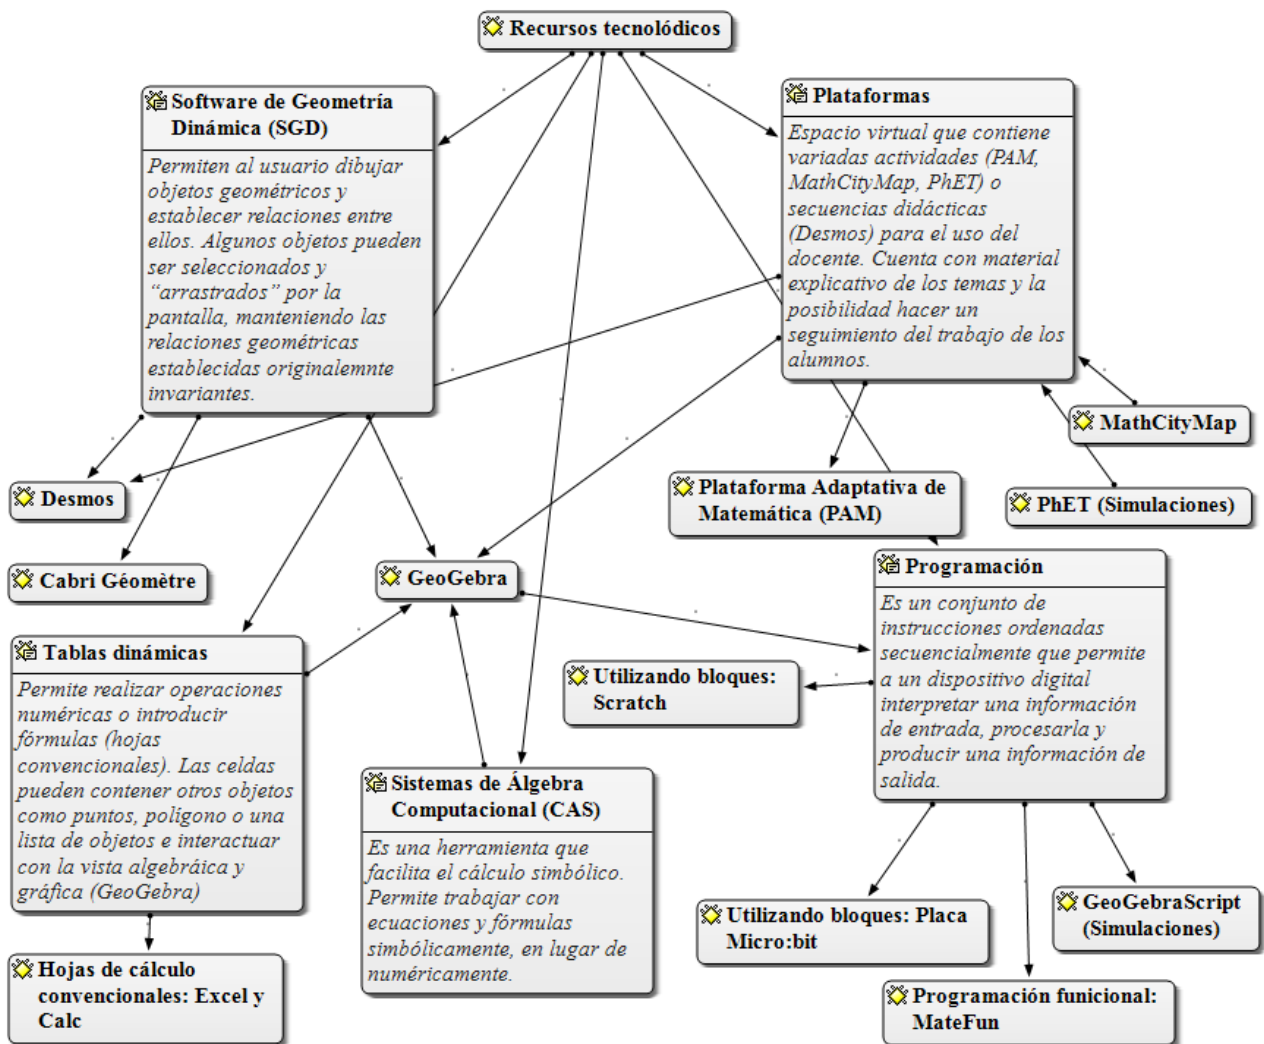 Recursos tecnolódicos
Software de Geometría
Dinámica (SGD)
Permiten al usuario dibujar
objetos geométricos y
establecer relaciones entre
ellos. Algunos objetos pueden
ser seleccionados y
“arrastrados” por la
pantalla, manteniendo las
relaciones geométricas
establecidas originalemnte
invariantes.
Plataformas
Espacio virtual que contiene
variadas actividades (PAM,
MathCityMap, PhET) o
secuencias didácticas
(Desmos) para el uso del
docente. Cuenta con material
explicativo de los temas y la
posibilidad hacer un
seguimiento del trabajo de los
alumnos.
MathCityMap
Desmos
Plataforma Adaptativa de
Matemática (PAM)
PhET (Simulaciones)
Cabri Géomètre
GeoGebra
Programación
Es un conjunto de
instrucciones ordenadas
secuencialmente que permite
a un dispositivo digital
interpretar una información
de entrada, procesarla y
producir una información de
salida.
Tablas dinámicas
Permite realizar operaciones
numéricas o introducir
fórmulas (hojas
convencionales). Las celdas
pueden contener otros objetos
como puntos, polígono o una
lista de objetos e interactuar
con la vista algebráica y
gráfica (GeoGebra)
Utilizando bloques:
Scratch
Sistemas de Álgebra
Computacional (CAS)
Es una herramienta que
facilita el cálculo simbólico.
Permite trabajar con
ecuaciones y fórmulas
simbólicamente, en lugar de
numéricamente.
Utilizando bloques: Placa
Micro:bit
GeoGebraScript
(Simulaciones)
Hojas de cálculo
convencionales: Excel y
Calc
Programación funicional:
MateFun